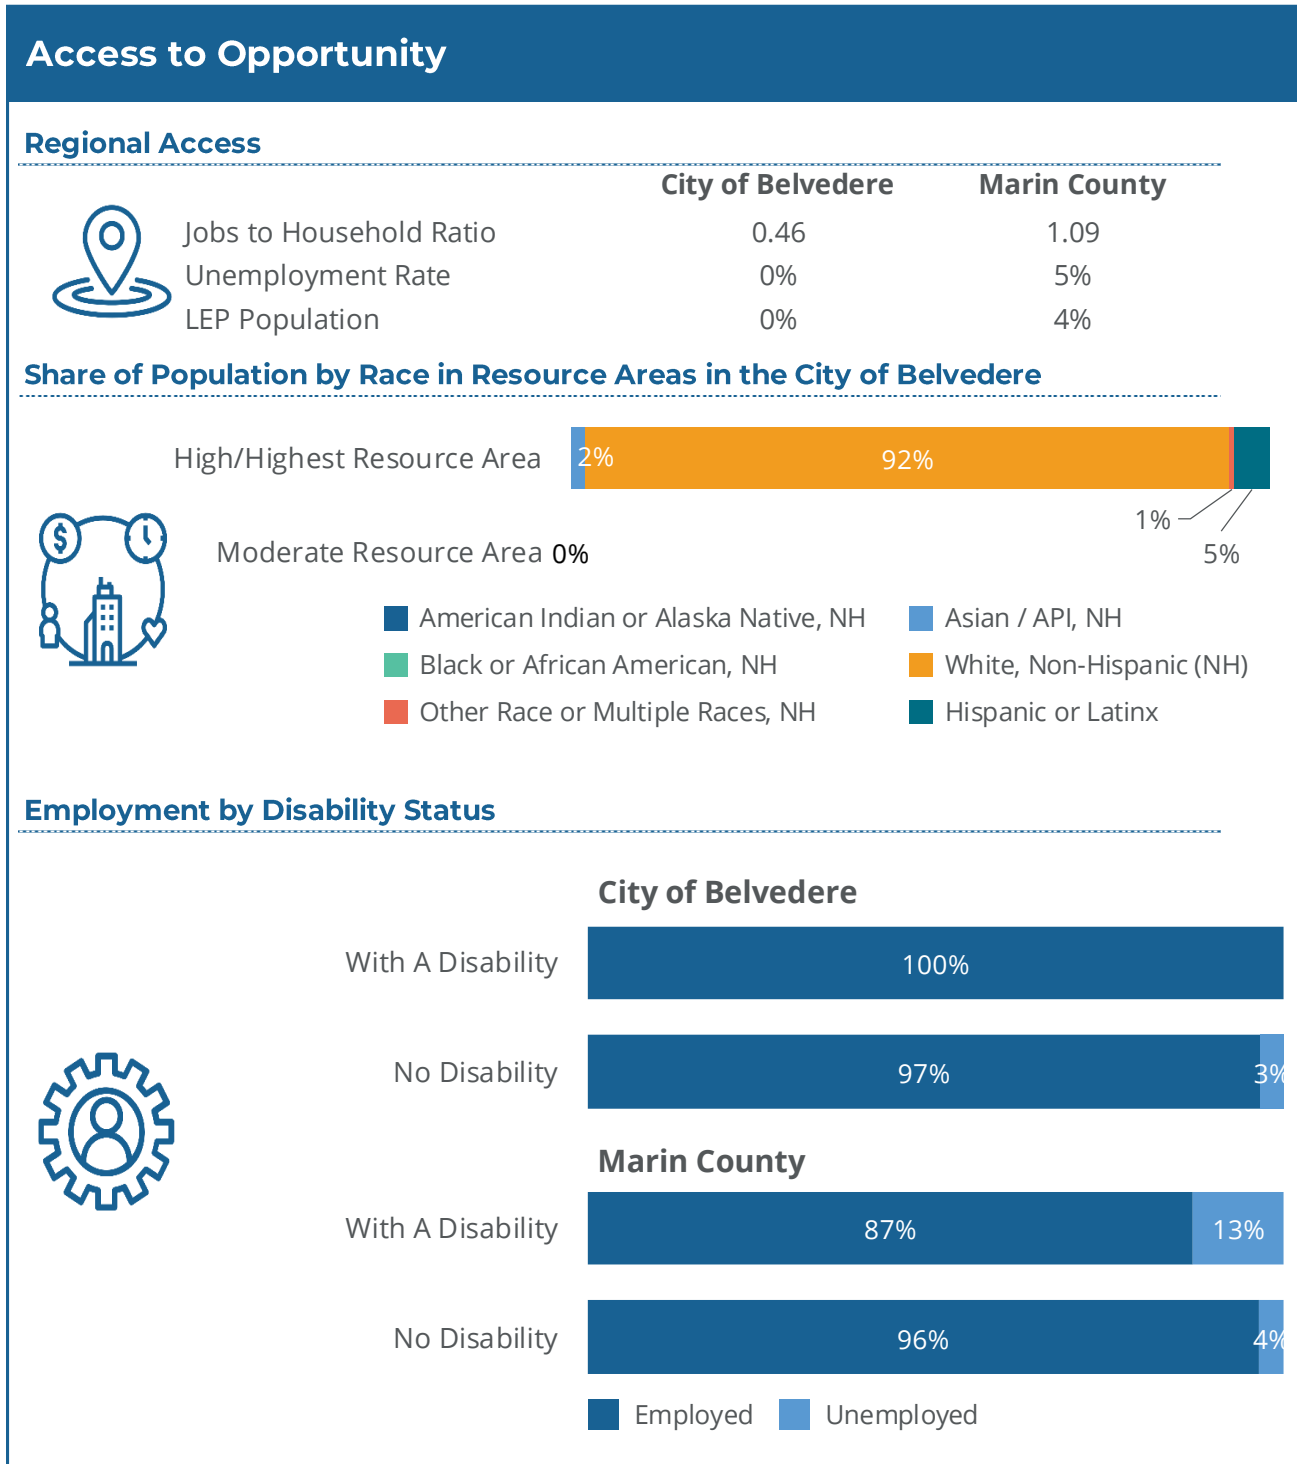 Access to Opportunity
Regional Access
City of Belvedere Marin County
Jobs to Household Ratio 0.46 1.09
Unemployment Rate 0% 5%
LEP Population 0% 4%
Share of Population by Race in Resource Areas in the City of Belvedere
High/Highest Resource Area 2% 92%
1%
Moderate Resource Area 0% 5%
$
American Indian or Alaska Native, NH Asian / API, NH
Black or African American, NH White, Non-Hispanic (NH)
Other Race or Multiple Races, NH Hispanic or Latinx
Employment by Disability Status
City of Belvedere
With A Disability 100%
No Disability 97% 3%
Marin County
With A Disability 87% 13%
No Disability 96% 4%
Employed Unemployed